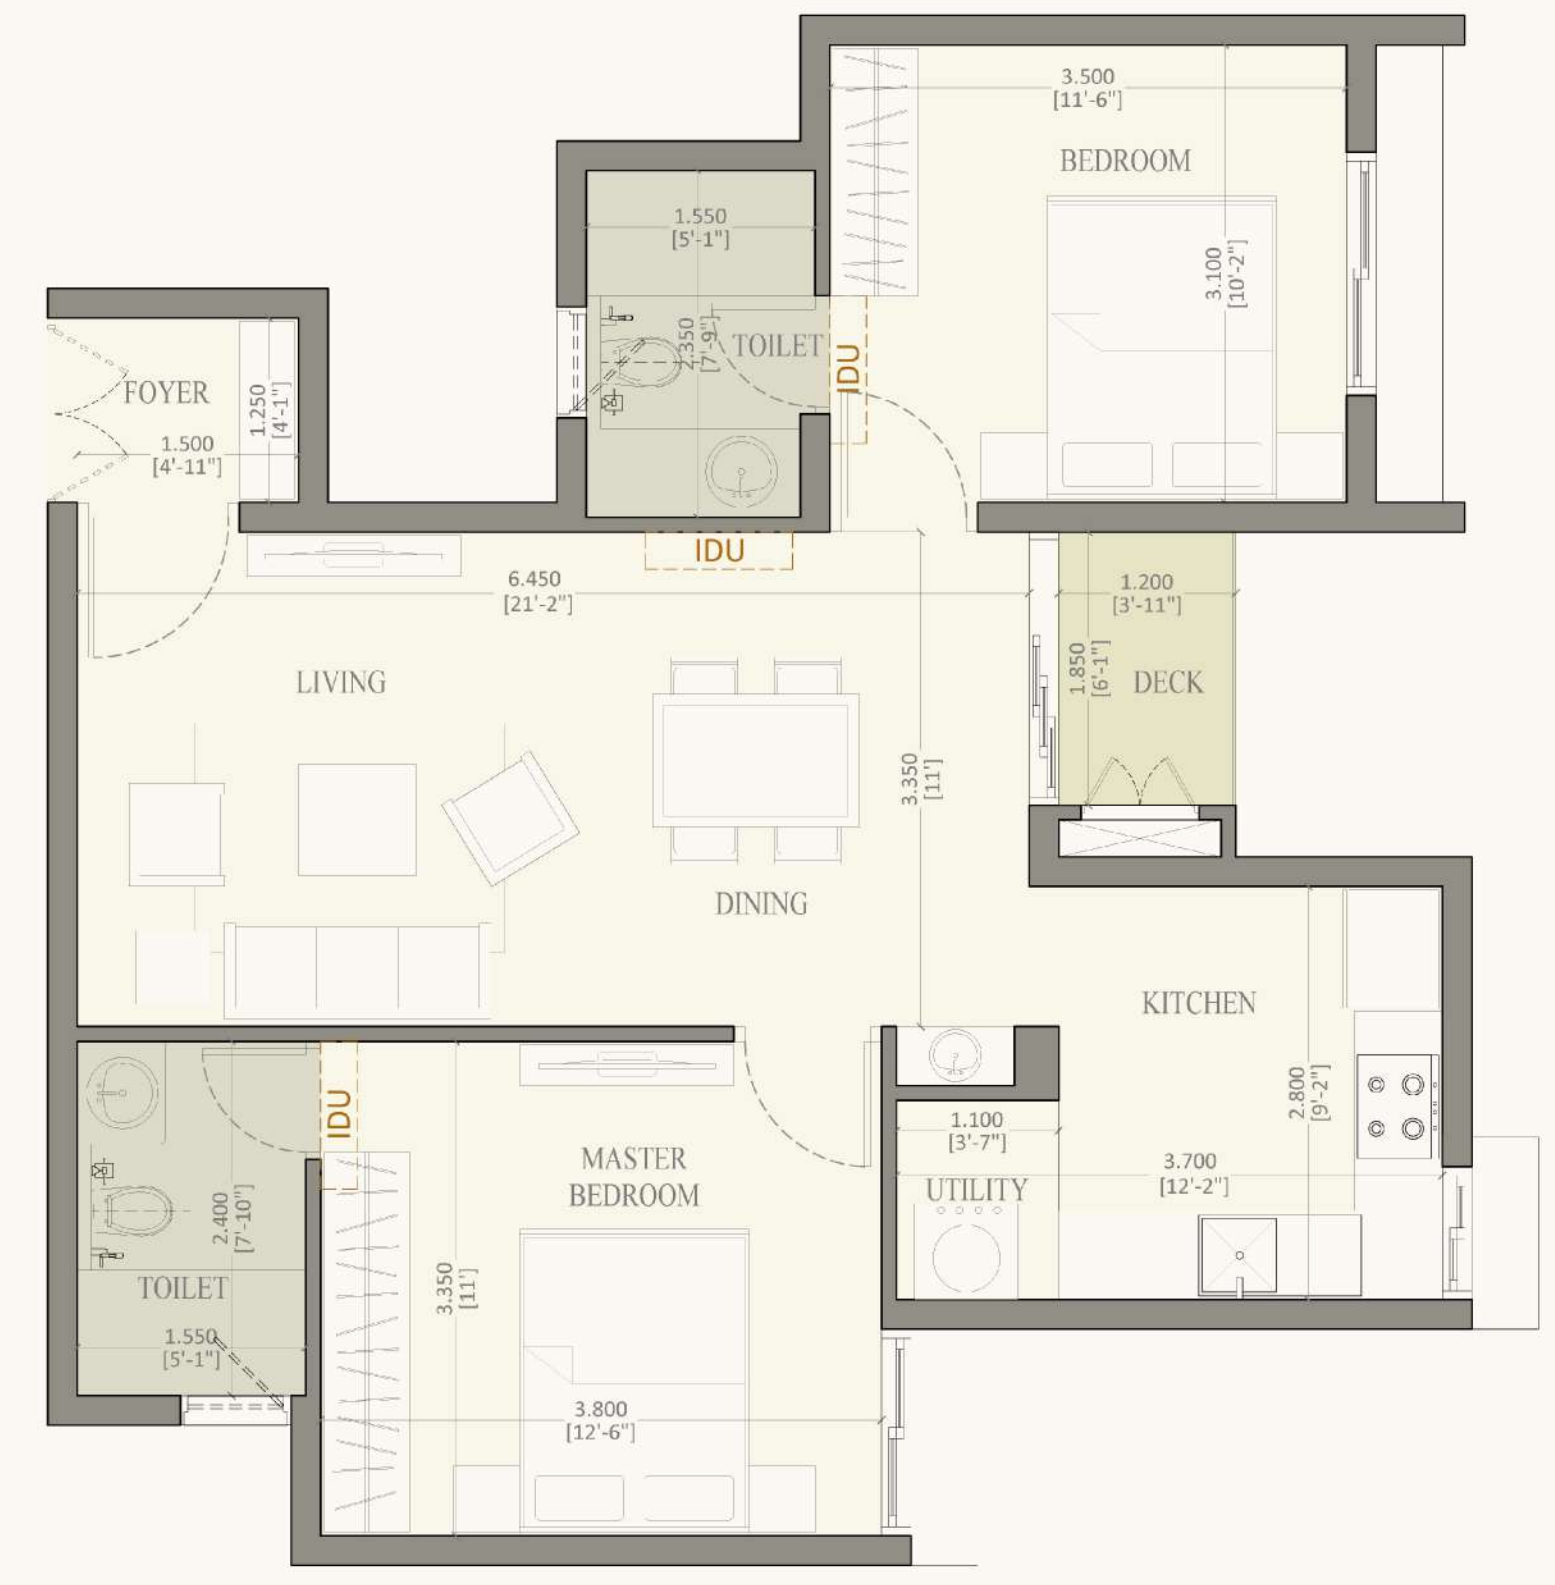 3.500
[11'-6"]
BEDROOM
3.100
[10'-2"]
1.550
[5'-1"]
2.350
[7'-9"]
TOILET
IDU
FOYER
1.250
[4'-1"]
1.500
[4'-11"]
IDU
6.450
[21'-2"]
1.200
[3'-11"]
1.850
[6'-1"]
DECK
LIVING
3.350
[11']
DINING
KITCHEN
2.800
[9'-2"]
IDU
1.100
[3'-7"]
3.700
[12'-2"]
UTILITY
MASTER
BEDROOM
2.400
[7'-10"]
TOILET
1.550
[5'-1"]
3.350
[11']
3.800
[12'-6"]